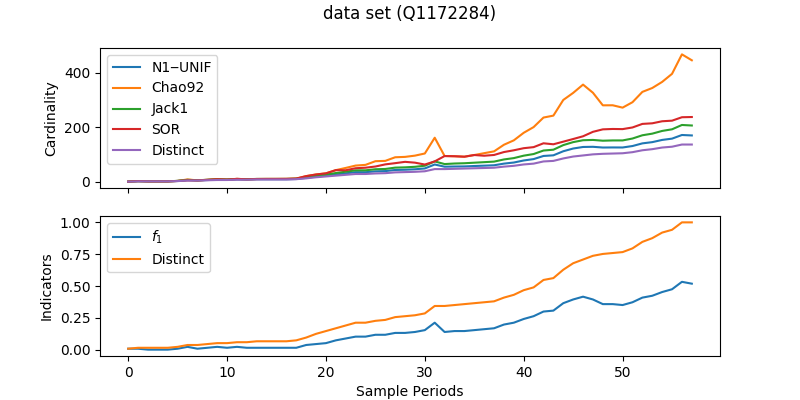 data set (Q1172284)
Cardinality
400
200
0
N1−UNIF
Chao92
Jack1
SOR
Distinct
Indicators
1.00
0.75
0.50
0.25
0.00
f1
Distinct
0 10 20 30 40 50
Sample Periods